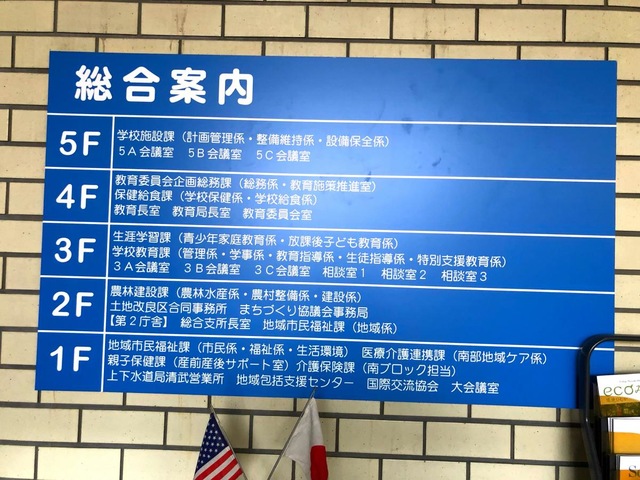 総合案内
5F
学校施設課（計画管理係・整備維持係・設備保全係）
5A会議室　5B会議室　5C会議室
4F
教育委員会企画総務課（総務係・教育施策推進室）
保健給食課（学校保健係・学校給食係）
教育長室　教育局長室　教育委員会室
3F
生涯学習課（青少年家庭教育係・放課後子ども教育係）
学校教育課（管理係・学事係・教育指導係・生徒指導係・特別支援教育係）
3A会議室　3B会議室　3C会議室　相談室1　相談室2　相談室3
2F
農林建設課（農林水産係・農村整備係・建設係）
土地改良区合同事務所　まちづくり協議会事務局
【第2庁舎】　総合支所長室　地域市民福祉課（地域係）
1F
地域市民福祉課（市民係・福祉係・生活環境）　医療介護連携課（南部地域ケア係）
親子保健課（産前産後サポート室）介護保険課（南ブロック担当）
上下水道局清武営業所　地域包括支援センター　国際交流協会　大会議室
eco